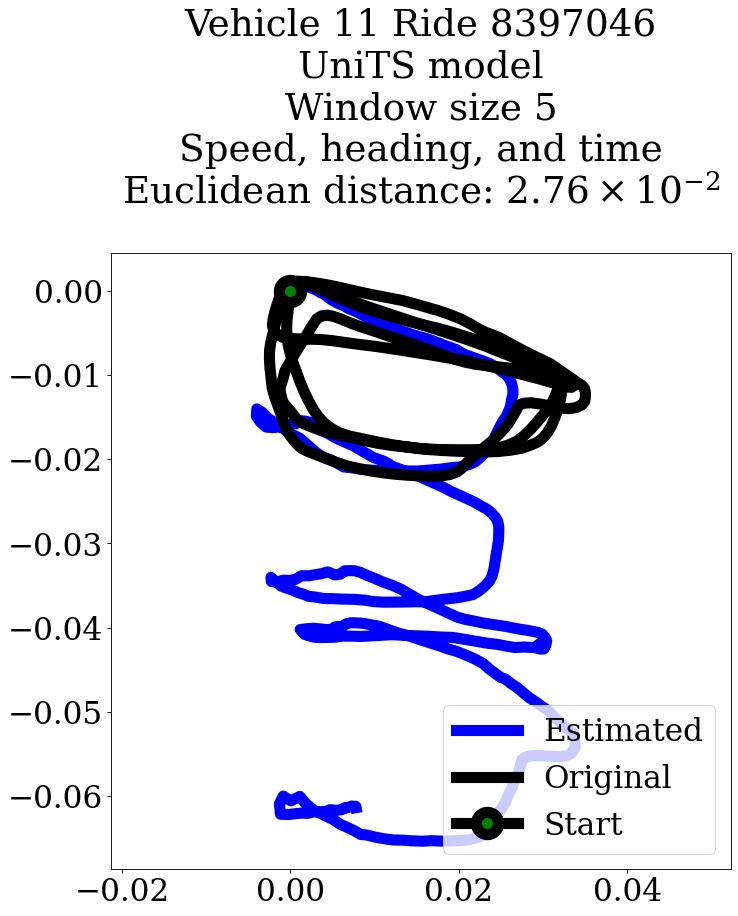 Vehicle 11 Ride 8397046
UniTS model
Window size 5
Speed, heading, and time
Euclidean distance: 2.76 × 10⁻²
0.00
−0.01
−0.02
−0.03
−0.04
−0.05
−0.06
Estimated
Original
Start
−0.02 0.00 0.02 0.04